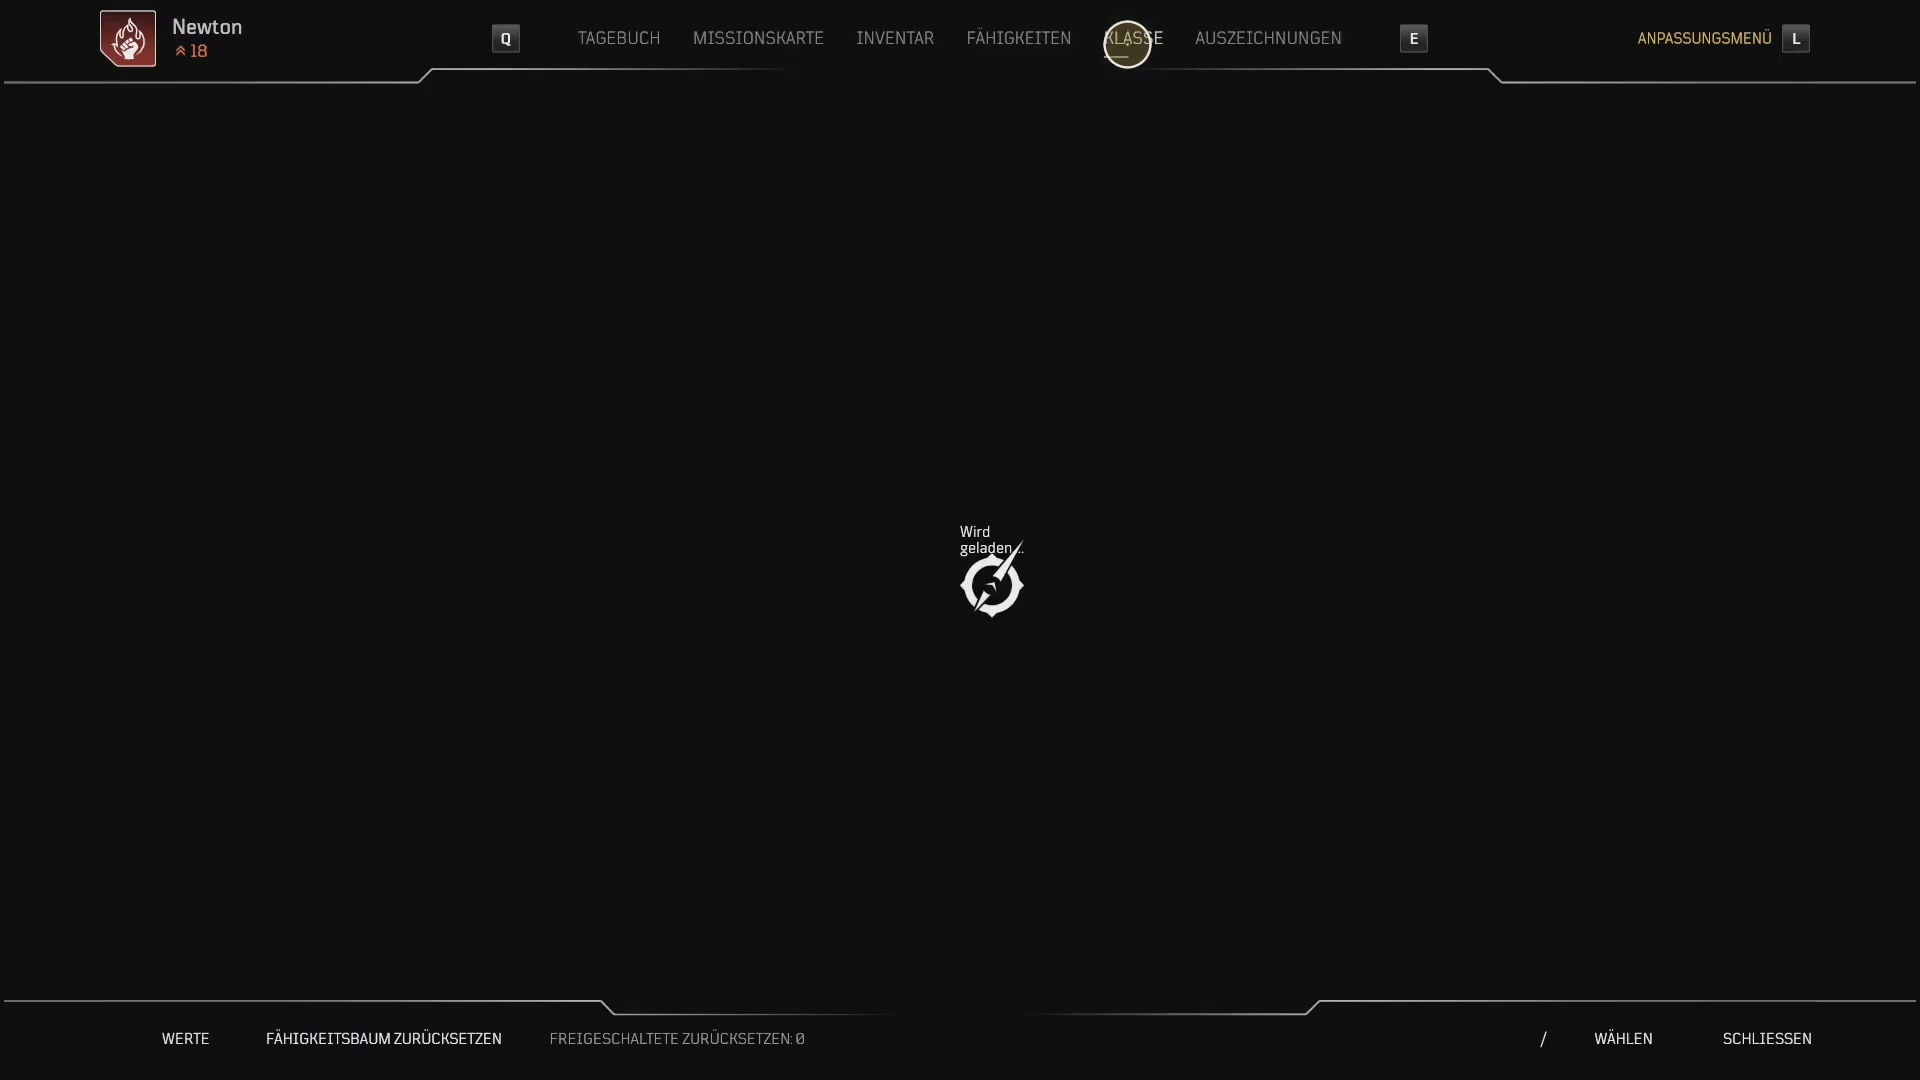 Newton
18
Q
TAGEBUCH
MISSIONSKARTE
INVENTAR
FÄHIGKEITEN
KLASSE
AUSZEICHNUNGEN
E
ANPASSUNGSMENÜ
L
Wird
geladen...
WERTE
FÄHIGKEITSBAUM ZURÜCKSETZEN
FREIGESCHALTETE ZURÜCKSETZEN: 0
/
WÄHLEN
SCHLIESSEN